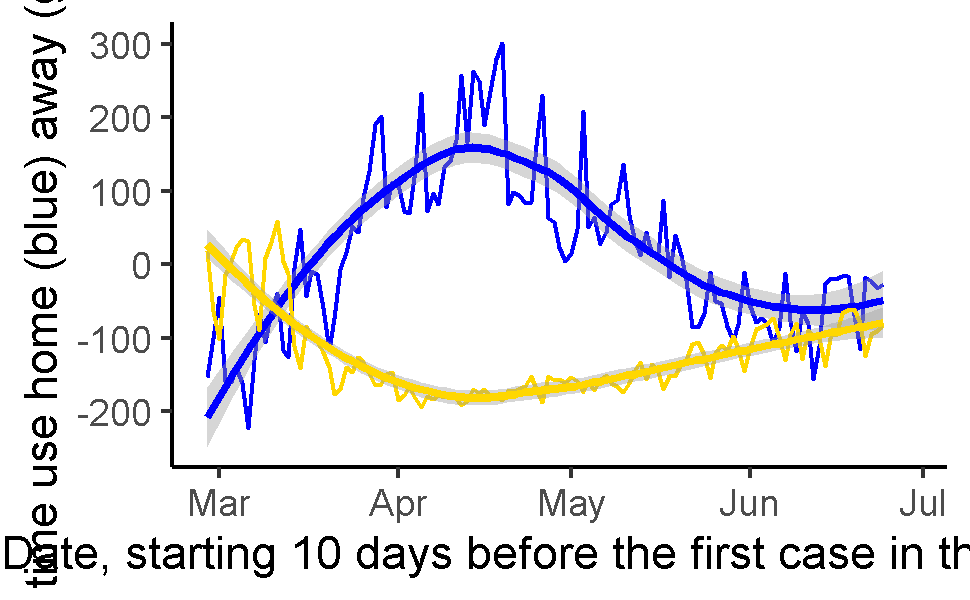 time use home (blue) away (
300
200
100
0
-100
-200
Mar Apr May Jun Jul
Date, starting 10 days before the first case in th